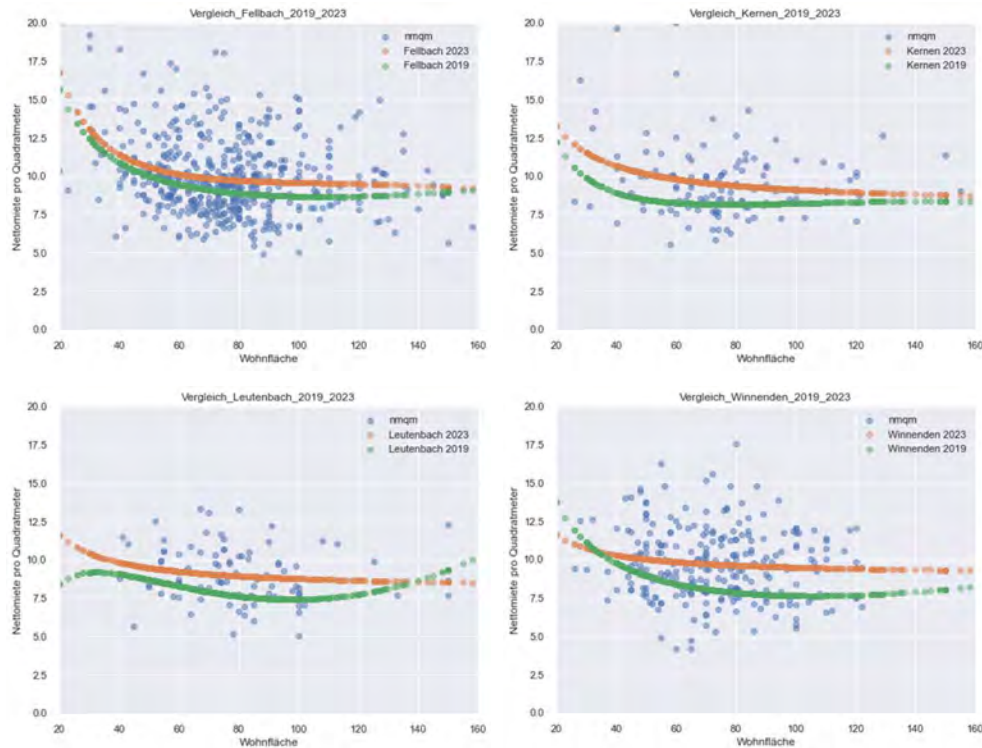 Vergleich_Fellbach_2019_2023
20.0
17.5
15.0
12.5
10.0
7.5
5.0
2.5
0.0
Nettomiete pro Quadratmeter
nmqm
Fellbach 2023
Fellbach 2019
20 40 60 80 100 120 140 160
Wohnfläche
Vergleich_Kernen_2019_2023
20.0
17.5
15.0
12.5
10.0
7.5
5.0
2.5
0.0
Nettomiete pro Quadratmeter
nmqm
Kernen 2023
Kernen 2019
20 40 60 80 100 120 140 160
Wohnfläche
Vergleich_Leutenbach_2019_2023
20.0
17.5
15.0
12.5
10.0
7.5
5.0
2.5
0.0
Nettomiete pro Quadratmeter
nmqm
Leutenbach 2023
Leutenbach 2019
20 40 60 80 100 120 140 160
Wohnfläche
Vergleich_Winnenden_2019_2023
20.0
17.5
15.0
12.5
10.0
7.5
5.0
2.5
0.0
Nettomiete pro Quadratmeter
nmqm
Winnenden 2023
Winnenden 2019
20 40 60 80 100 120 140 160
Wohnfläche